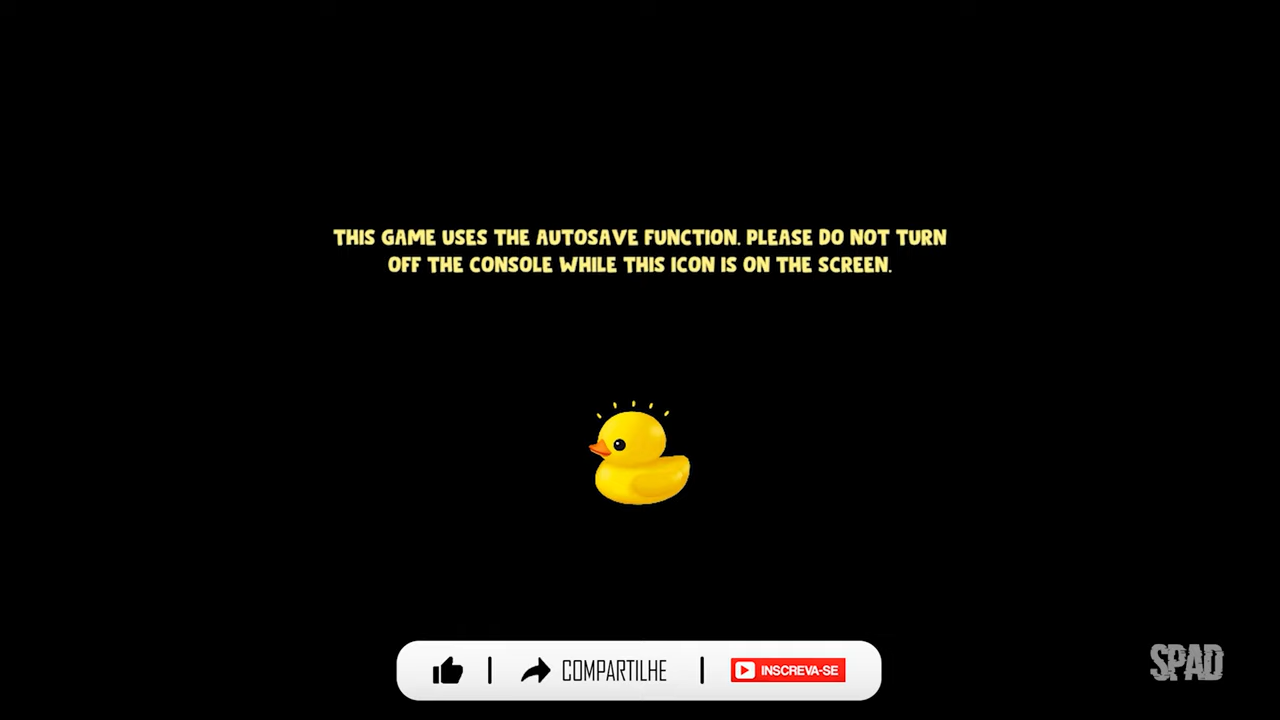 THIS GAME USES THE AUTOSAVE FUNCTION. PLEASE DO NOT TURN
OFF THE CONSOLE WHILE THIS ICON IS ON THE SCREEN.
COMPARTILHE
INSCREVA-SE
SPAD